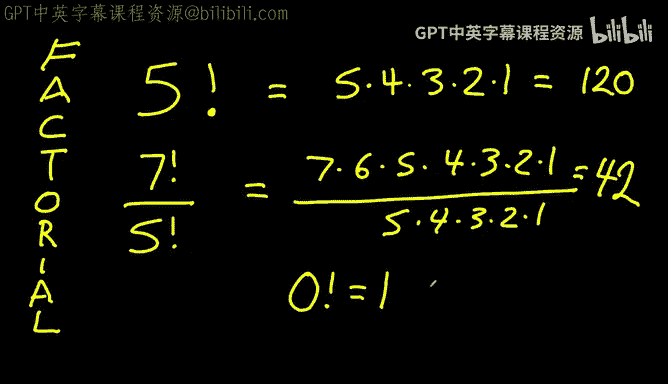 GPT中英字幕课程资源@bilibili.com
GPT中英字幕课程资源 bilibili
FACTORIAL
5! = 5·4·3·2·1 = 120
7!/5! = 7·6·5·4·3·2·1/5·4·3·2·1 = 42
0! = 1